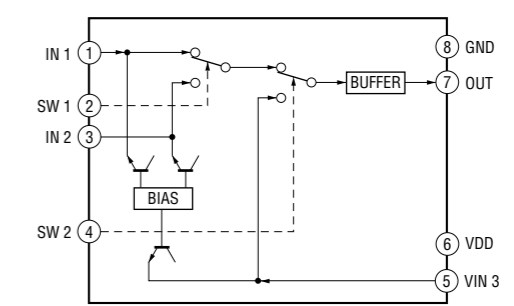 IN 1 1
SW 1 2
IN 2 3
SW 2 4
BIAS
BUFFER
8 GND
7 OUT
6 VDD
5 VIN 3